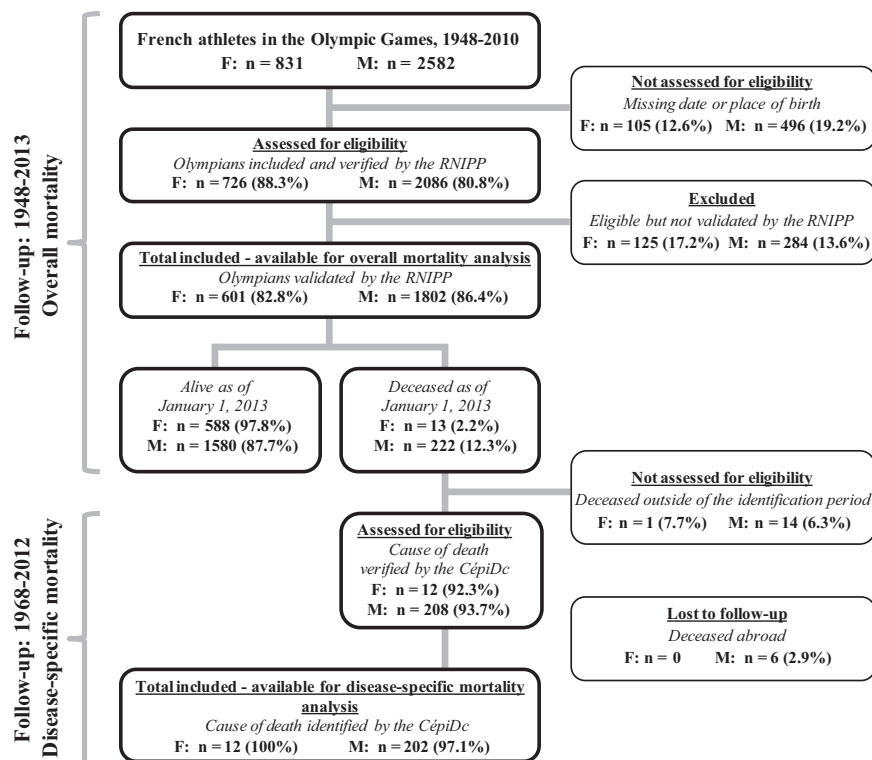 French athletes in the Olympic Games, 1948-2010
F: n = 831 M: n = 2582
Not assessed for eligibility
Missing date or place of birth
F: n = 105 (12.6%) M: n = 496 (19.2%)
Assessed for eligibility
Olympians included and verified by the RNIPP
F: n = 726 (88.3%) M: n = 2086 (80.8%)
Excluded
Eligible but not validated by the RNIPP
F: n = 125 (17.2%) M: n = 284 (13.6%)
Total included - available for overall mortality analysis
Olympians validated by the RNIPP
F: n = 601 (82.8%) M: n = 1802 (86.4%)
Follow-up: 1948-2013
Overall mortality
Alive as of
January 1, 2013
F: n = 588 (97.8%)
M: n = 1580 (87.7%)
Deceased as of
January 1, 2013
F: n = 13 (2.2%)
M: n = 222 (12.3%)
Not assessed for eligibility
Deceased outside of the identification period
F: n = 1 (7.7%) M: n = 14 (6.3%)
Assessed for eligibility
Cause of death
verified by the CépiDc
F: n = 12 (92.3%)
M: n = 208 (93.7%)
Lost to follow-up
Deceased abroad
F: n = 0 M: n = 6 (2.9%)
Follow-up: 1968-2012
Disease-specific mortality
Total included - available for disease-specific mortality
analysis
Cause of death identified by the CépiDc
F: n = 12 (100%) M: n = 202 (97.1%)